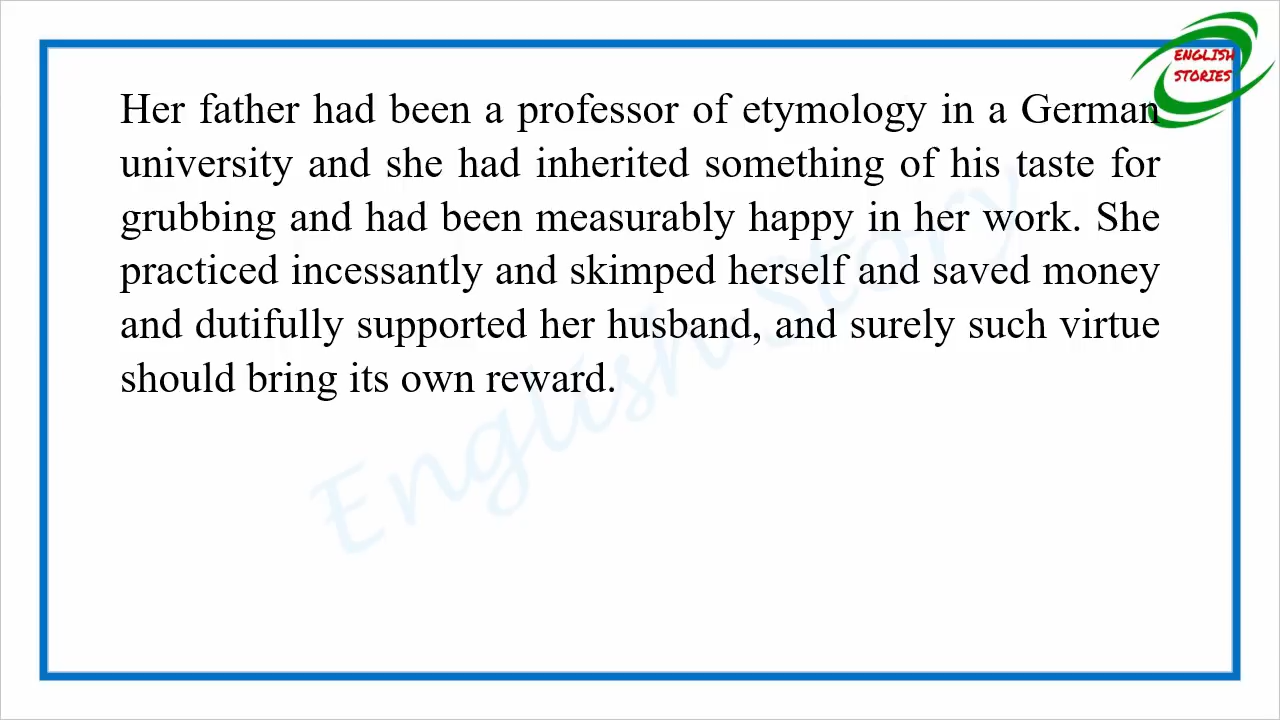 ENGLISH
STORIES
Her father had been a professor of etymology in a German
university and she had inherited something of his taste for
grubbing and had been measurably happy in her work. She
practiced incessantly and skimped herself and saved money
and dutifully supported her husband, and surely such virtue
should bring its own reward.
English Story